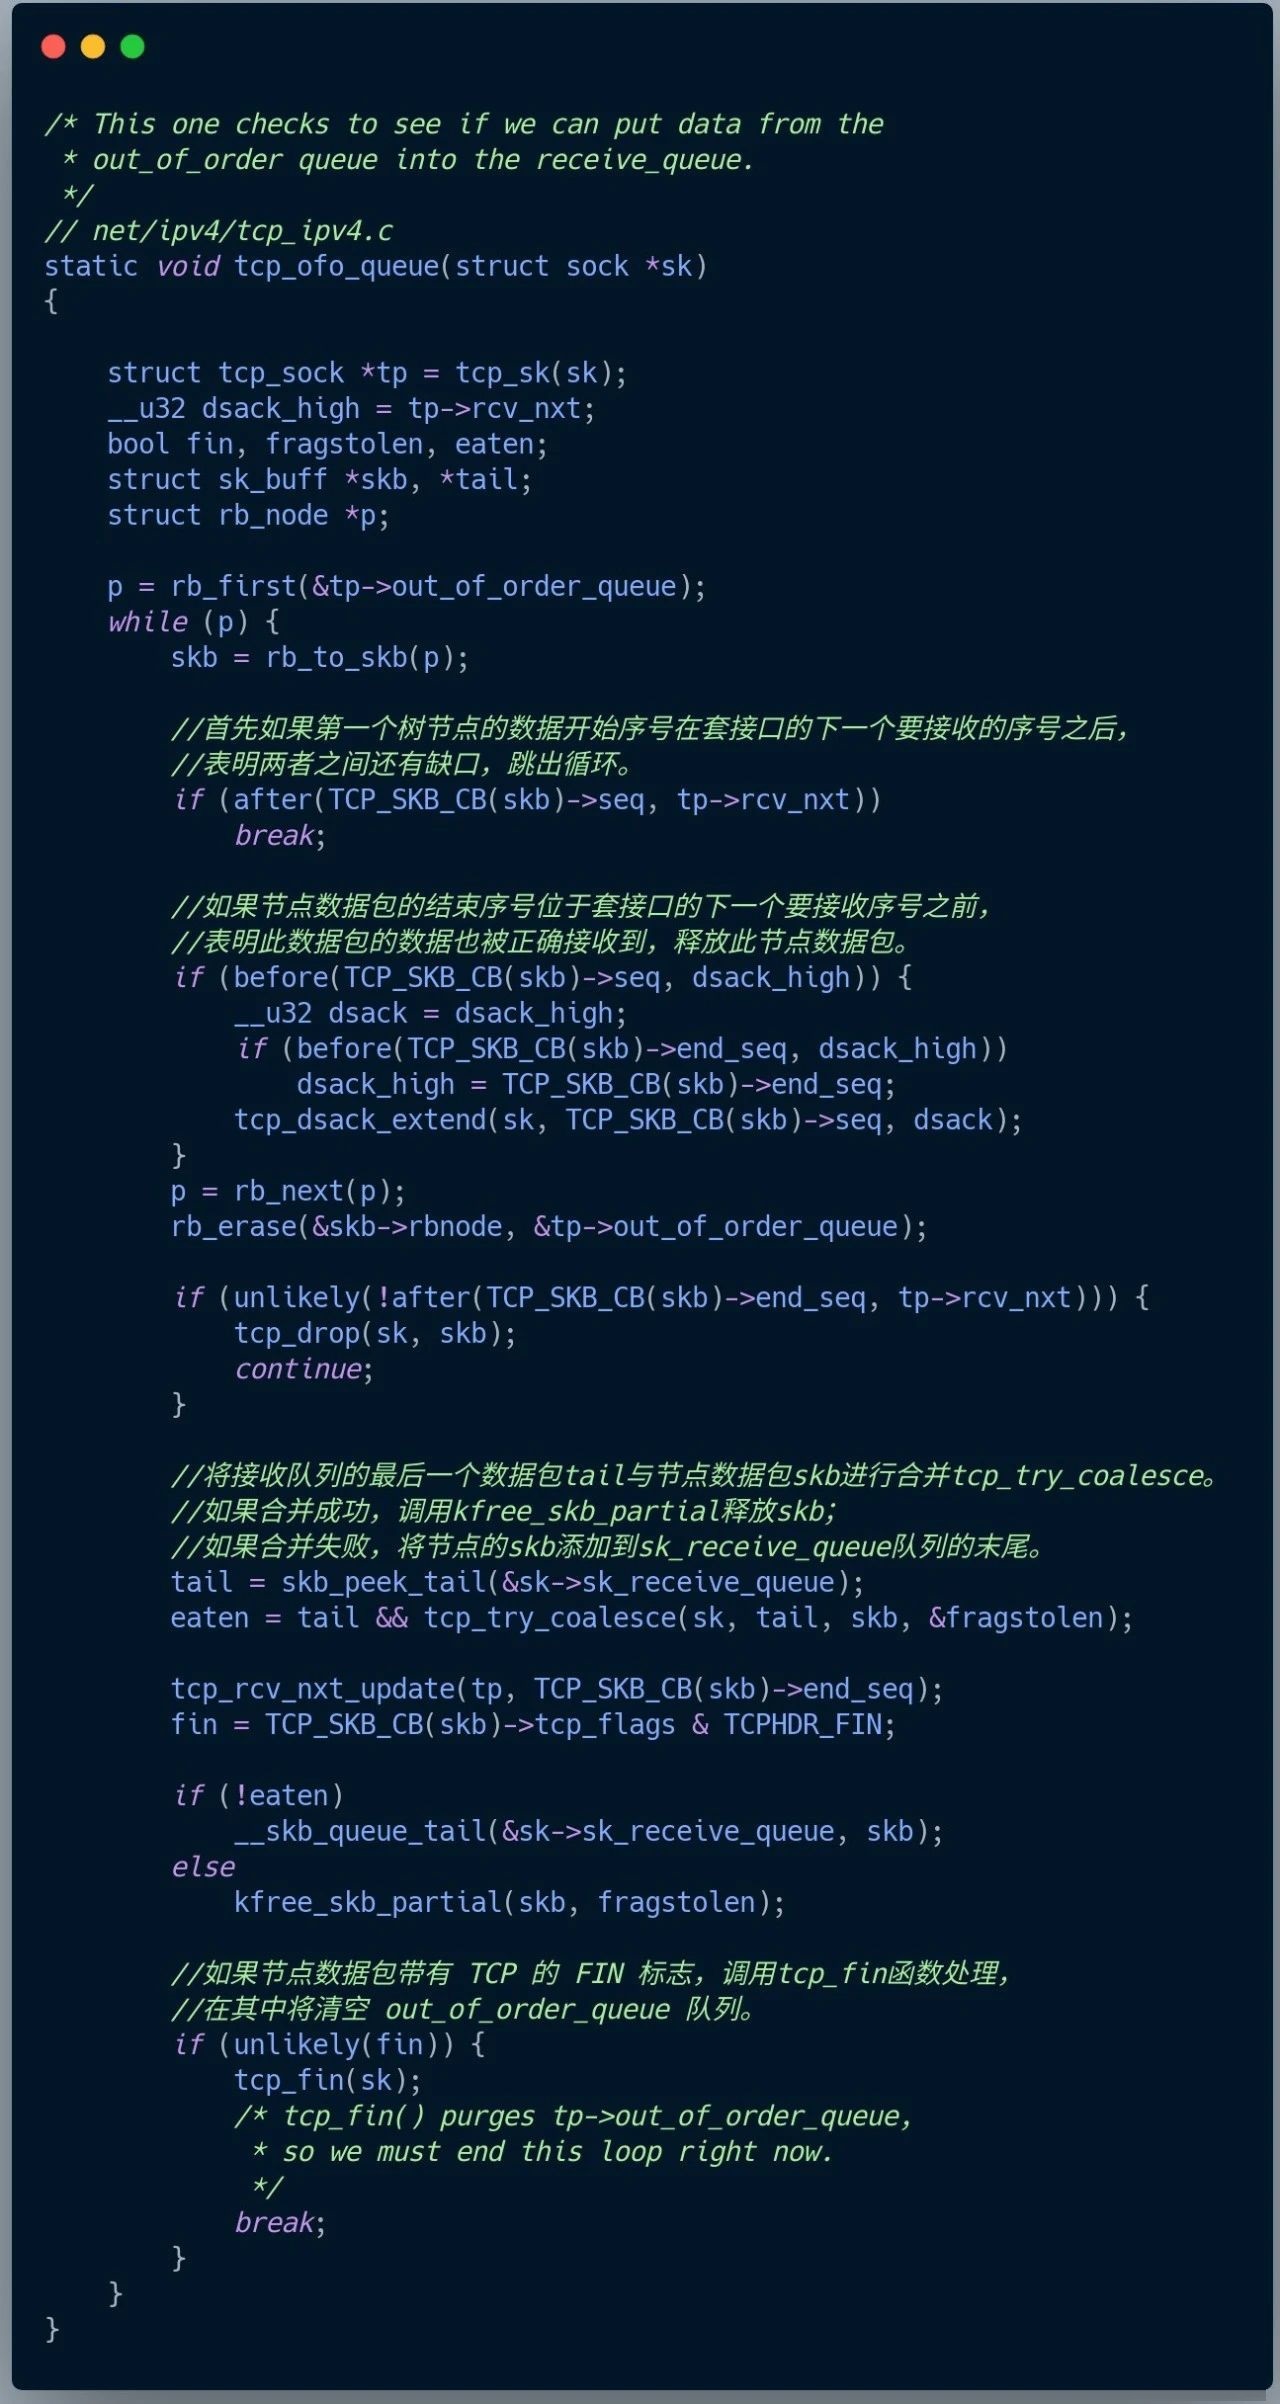 /* This one checks to see if we can put data from the
 * out_of_order queue into the receive_queue.
 */
// net/ipv4/tcp_ipv4.c
static void tcp_ofo_queue(struct sock *sk)
{
    struct tcp_sock *tp = tcp_sk(sk);
    __u32 dsack_high = tp->rcv_nxt;
    bool fin, fragstolen, eaten;
    struct sk_buff *skb, *tail;
    struct rb_node *p;
    p = rb_first(&tp->out_of_order_queue);
    while (p) {
        skb = rb_to_skb(p);
        //首先如果第一个树节点的数据开始序号在套接口的下一个要接收的序号之后，
        //表明两者之间还有缺口，跳出循环。
        if (after(TCP_SKB_CB(skb)->seq, tp->rcv_nxt))
            break;
        //如果节点数据包的结束序号位于套接口的下一个要接收序号之前，
        //表明此数据包的数据也被正确接收到，释放此节点数据包。
        if (before(TCP_SKB_CB(skb)->seq, dsack_high)) {
            __u32 dsack = dsack_high;
            if (before(TCP_SKB_CB(skb)->end_seq, dsack_high))
                dsack_high = TCP_SKB_CB(skb)->end_seq;
            tcp_dsack_extend(sk, TCP_SKB_CB(skb)->seq, dsack);
        }
        p = rb_next(p);
        rb_erase(&skb->rbnode, &tp->out_of_order_queue);
        if (unlikely(!after(TCP_SKB_CB(skb)->end_seq, tp->rcv_nxt))) {
            tcp_drop(sk, skb);
            continue;
        }
        //将接收队列的最后一个数据包tail与节点数据包skb进行合并tcp_try_coalesce。
        //如果合并成功，调用kfree_skb_partial释放skb；
        //如果合并失败，将节点的skb添加到sk_receive_queue队列的末尾。
        tail = skb_peek_tail(&sk->sk_receive_queue);
        eaten = tail && tcp_try_coalesce(sk, tail, skb, &fragstolen);
        tcp_rcv_nxt_update(tp, TCP_SKB_CB(skb)->end_seq);
        fin = TCP_SKB_CB(skb)->tcp_flags & TCPHDR_FIN;
        if (!eaten)
            __skb_queue_tail(&sk->sk_receive_queue, skb);
        else
            kfree_skb_partial(skb, fragstolen);
        //如果节点数据包带有 TCP 的 FIN 标志，调用tcp_fin函数处理，
        //在其中将清空 out_of_order_queue 队列。
        if (unlikely(fin)) {
            tcp_fin(sk);
            /* tcp_fin() purges tp->out_of_order_queue,
             * so we must end this loop right now.
             */
            break;
        }
    }
}